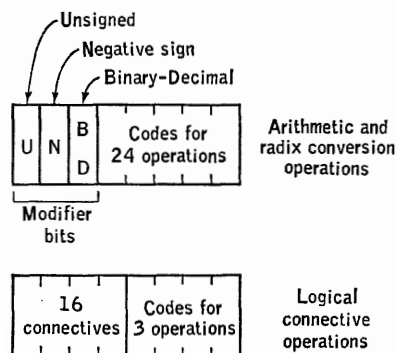 Unsigned
Negative sign
Binary-Decimal
U
N
B
D
Codes for
24 operations
Arithmetic and
radix conversion
operations
Modifier
bits
16
connectives
Codes for
3 operations
Logical
connective
operations